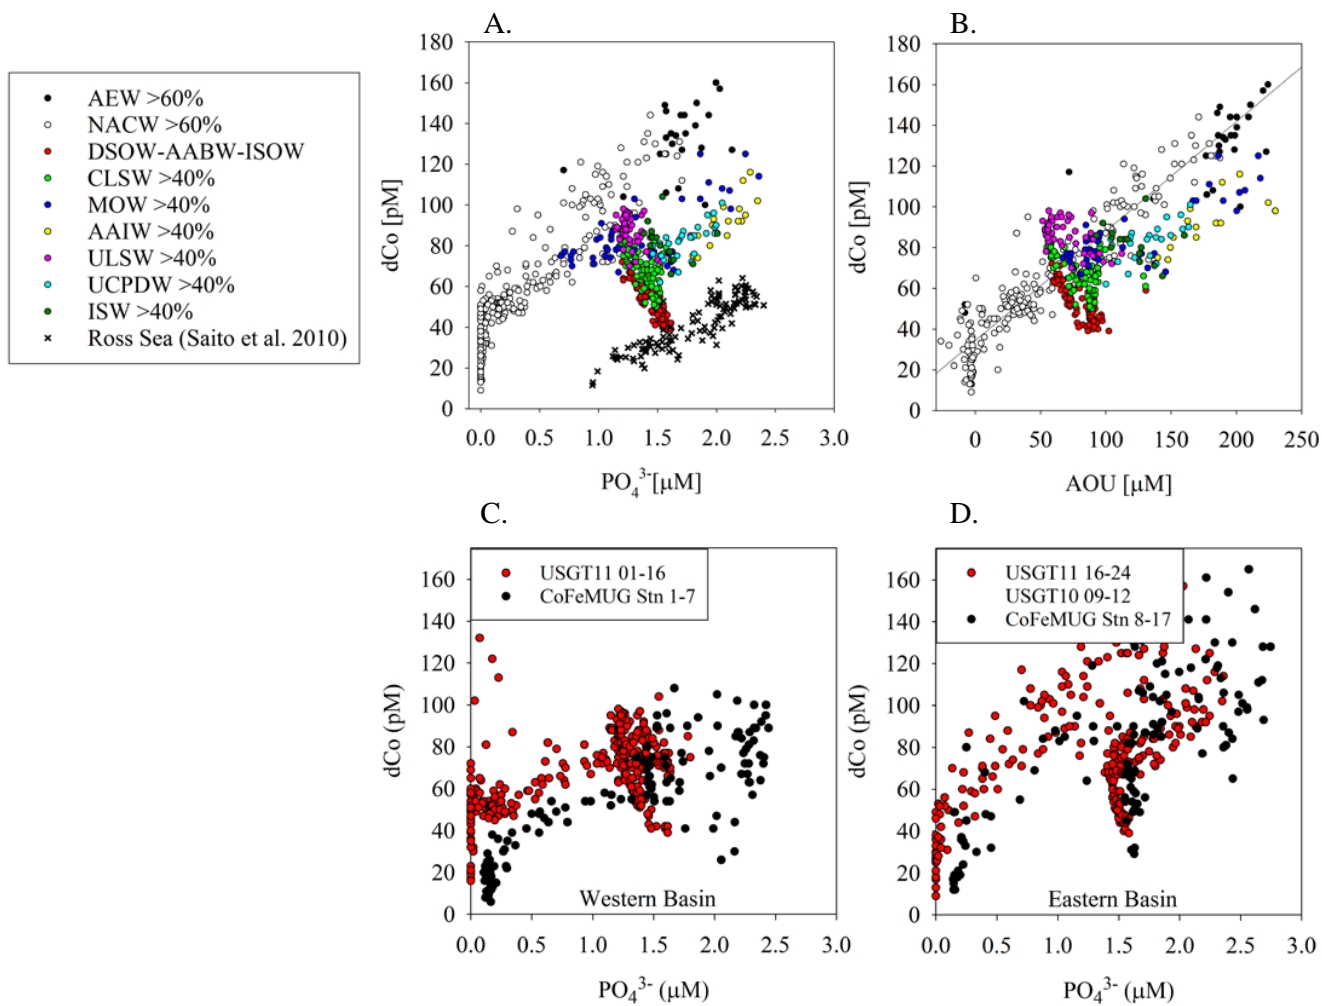 A.
B.
AEW >60%
NACW >60%
DSOW-AABW-ISOW
CLSW >40%
MOW >40%
AAIW >40%
ULSW >40%
UCPDW >40%
ISW >40%
Ross Sea (Saito et al. 2010)
180
160
140
120
100
80
60
40
20
0
dCo [pM]
0.0 0.5 1.0 1.5 2.0 2.5 3.0
PO₄³⁻[µM]
180
160
140
120
100
80
60
40
20
0
dCo [pM]
0 50 100 150 200 250
AOU [µM]
C.
D.
USGT11 01-16
CoFeMUG Stn 1-7
160
140
120
100
80
60
40
20
0
dCo (pM)
Western Basin
0.0 0.5 1.0 1.5 2.0 2.5 3.0
PO₄³⁻ (µM)
USGT11 16-24
USGT10 09-12
CoFeMUG Stn 8-17
160
140
120
100
80
60
40
20
0
dCo (pM)
Eastern Basin
0.0 0.5 1.0 1.5 2.0 2.5 3.0
PO₄³⁻ (µM)